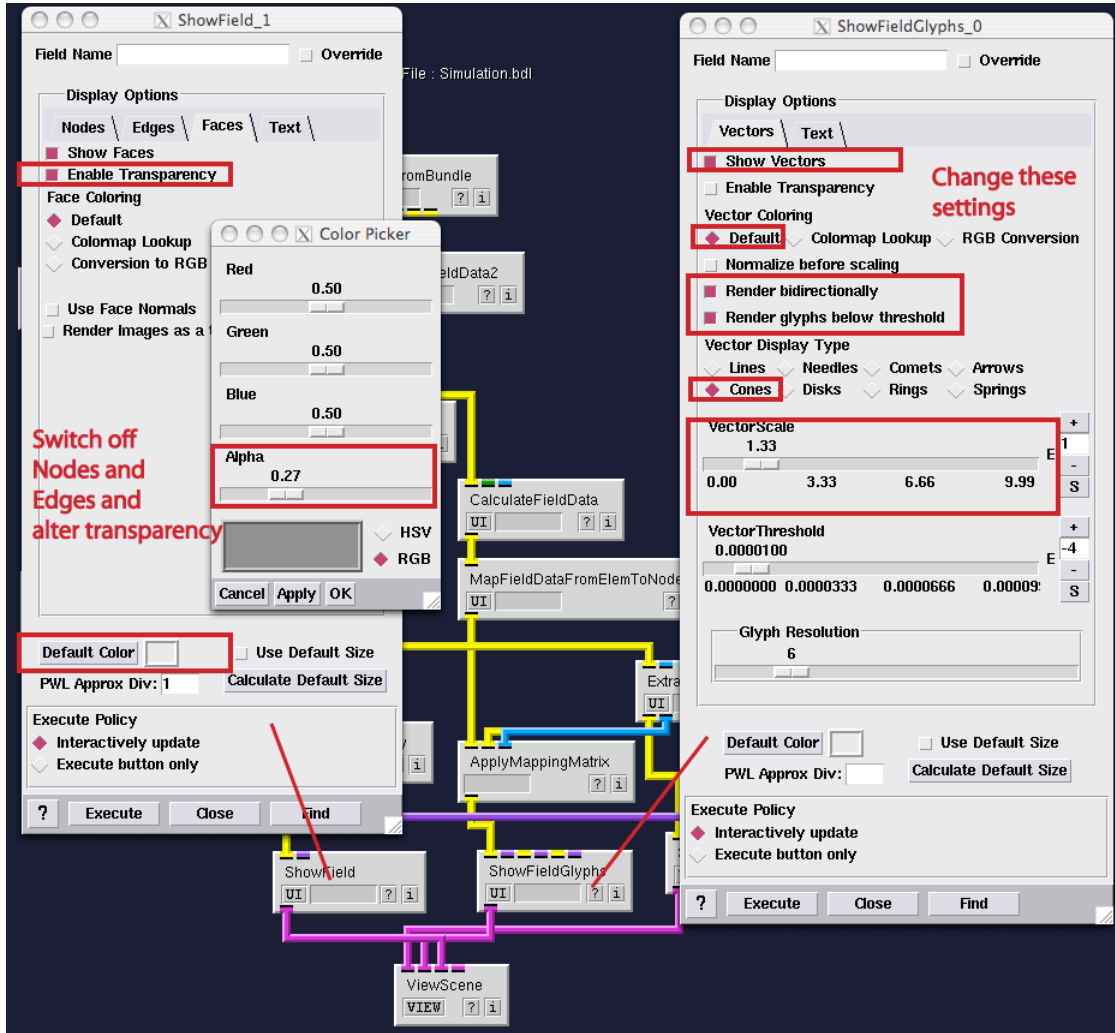 ShowField_1
Field Name
Override
Display Options
Nodes
Edges
Faces
Text
Show Faces
Enable Transparency
Face Coloring
Default
Colormap Lookup
Conversion to RGB
Use Face Normals
Render Images as a
Switch off
Nodes and
Edges and
alter transparency
Default Color
Use Default Size
PWL Approx Div: 1
Calculate Default Size
Execute Policy
Interactively update
Execute button only
? Execute Close Find
Color Picker
Red
0.50
Green
0.50
Blue
0.50
Alpha
0.27
HSV
RGB
Cancel Apply OK
File : Simulation.bdl
romBundle
? i
eldData2
? i
CalculateFieldData
UI ? i
MapFieldDataFromElemToNode
UI ?
Extra
UI
i
ApplyMappingMatrix
? i
ShowField
UI ? i
ShowFieldGlyphs
UI ? i
ViewScene
VIEW ? i
ShowFieldGlyphs_0
Field Name
Override
Display Options
Vectors
Text
Show Vectors
Enable Transparency
Change these
settings
Vector Coloring
Default Colormap Lookup RGB Conversion
Normalize before scaling
Render bidirectionally
Render glyphs below threshold
Vector Display Type
Lines Needles Comets Arrows
Cones Disks Rings Springs
VectorScale
1.33
0.00 3.33 6.66 9.99
+
E 1
-
S
VectorThreshold
0.0000100
0.0000000 0.0000333 0.0000666 0.00009
+
E -4
-
S
Glyph Resolution
6
Default Color
Use Default Size
PWL Approx Div:
Calculate Default Size
Execute Policy
Interactively update
Execute button only
? Execute Close Find